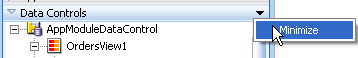 Data Controls
Minimize
AppModuleDataControl
OrdersView1